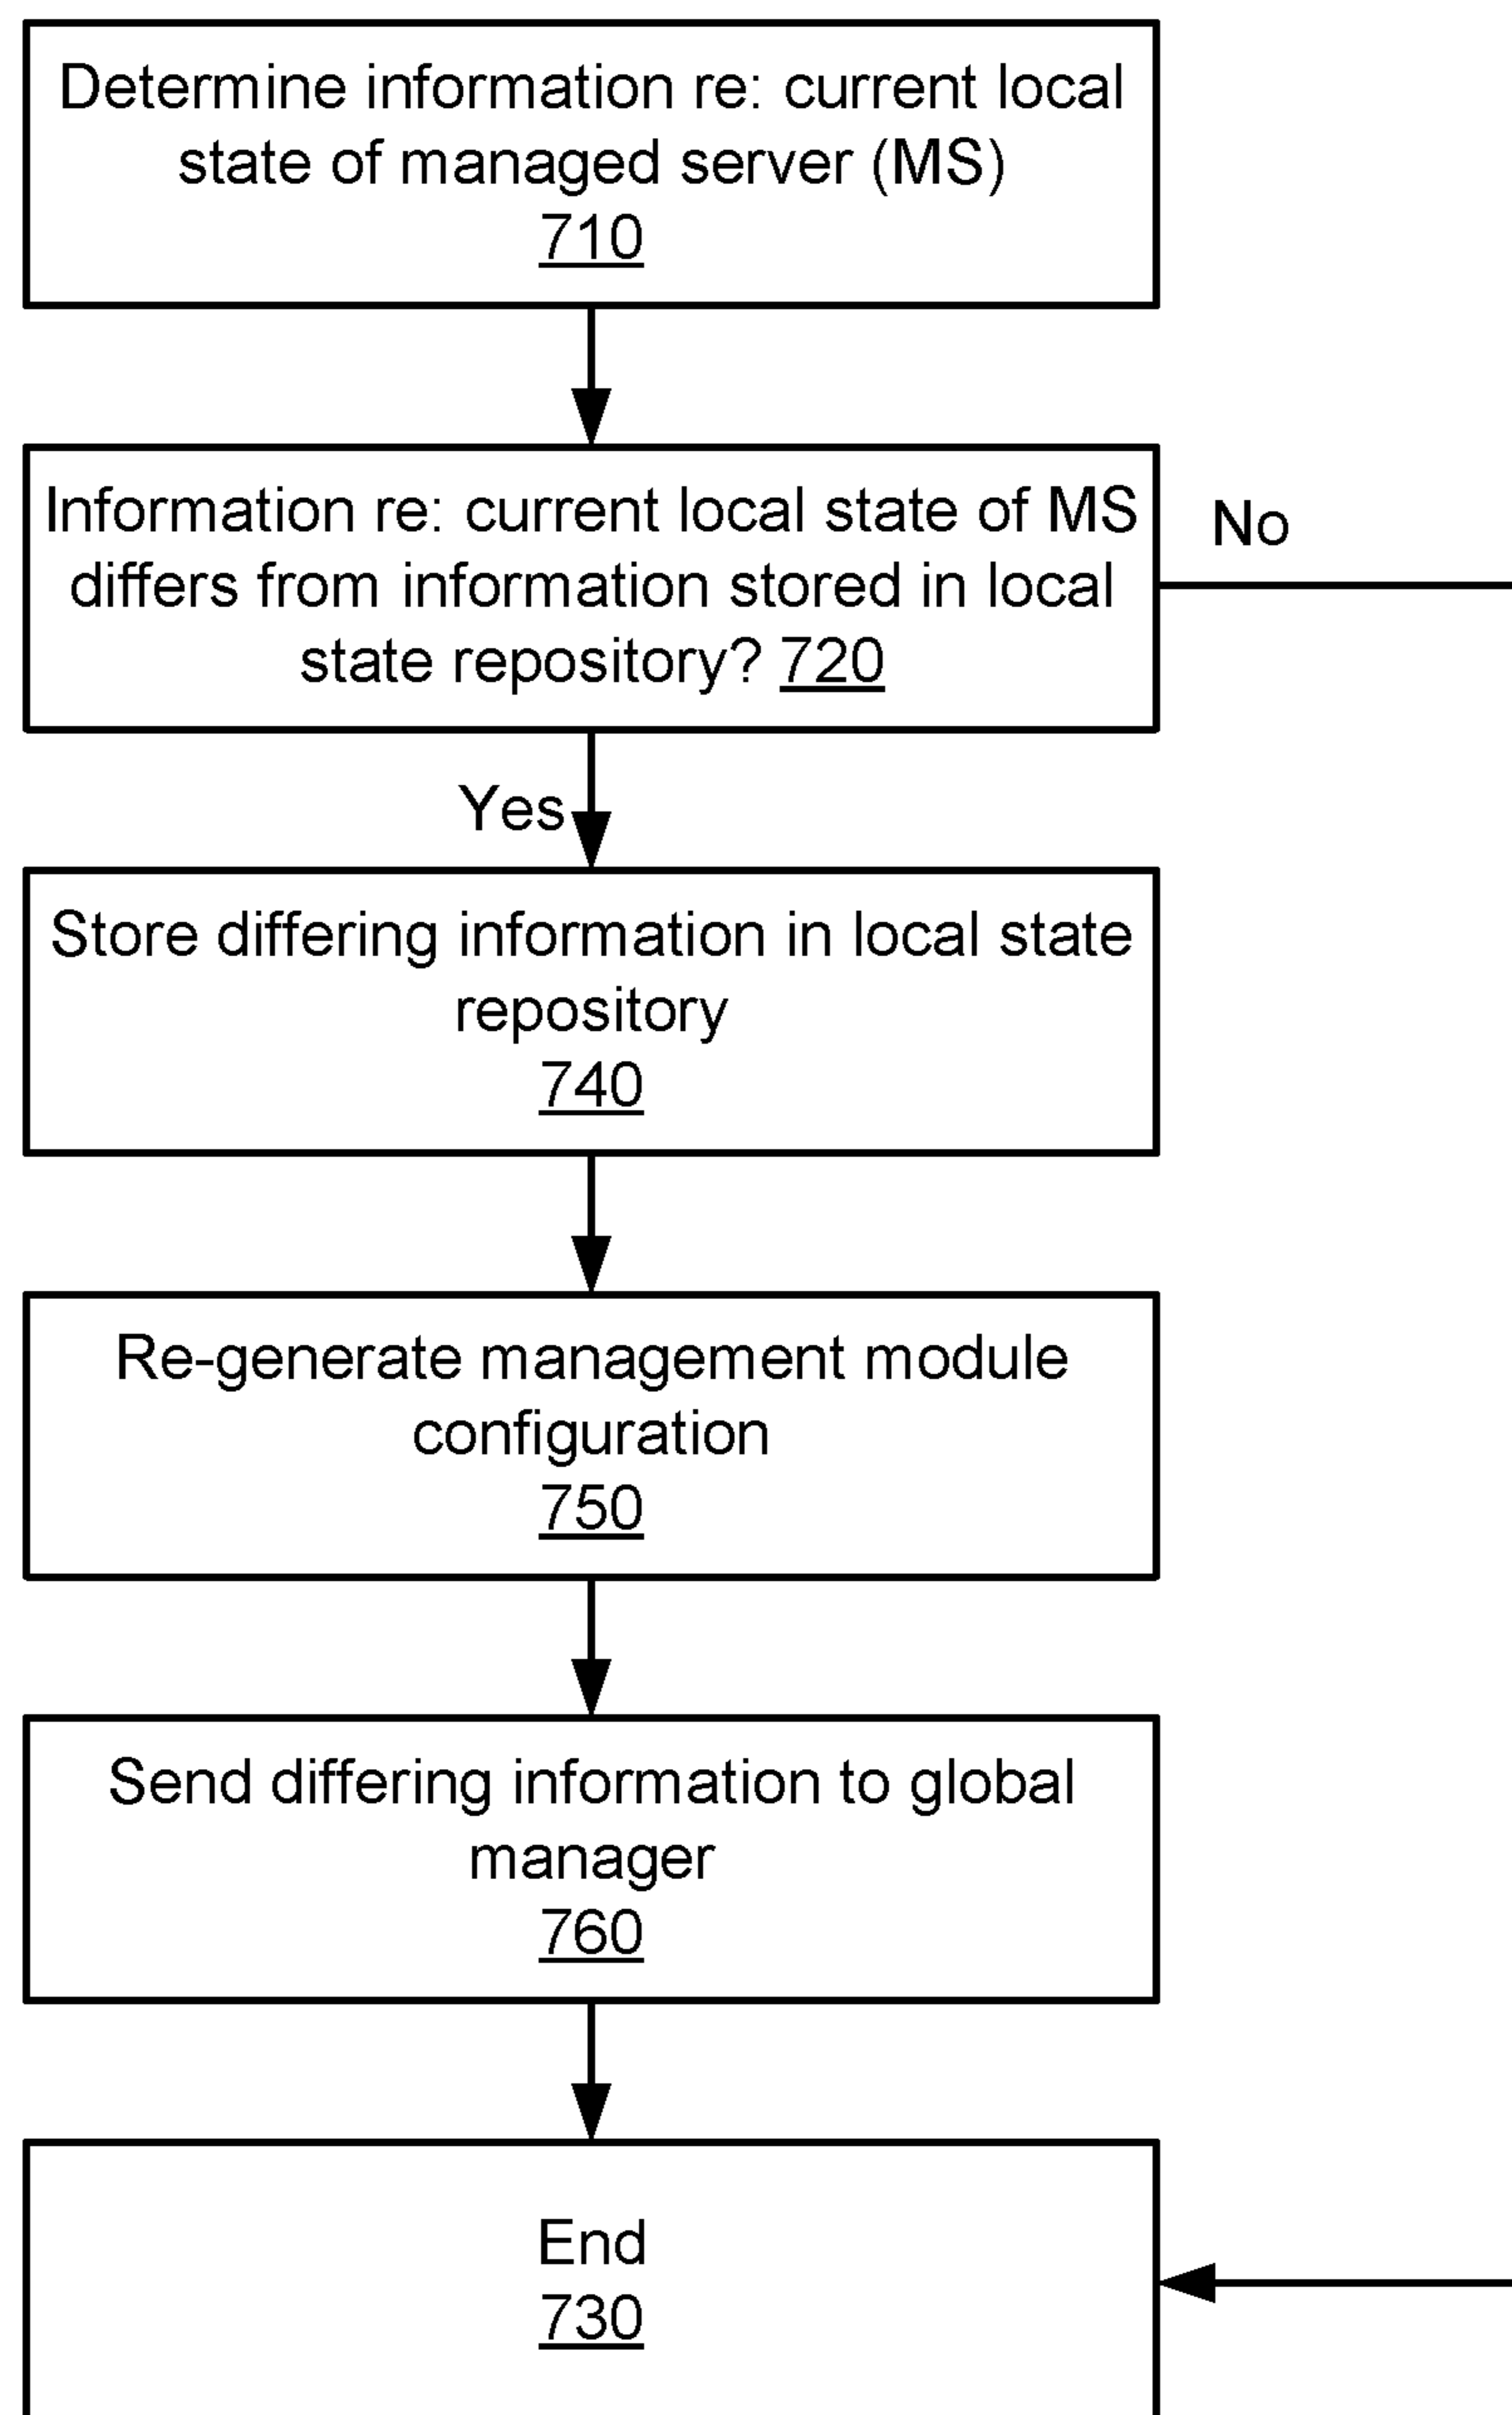 Determine information re: current local
state of managed server (MS)
710
Information re: current local state of MS
differs from information stored in local
state repository? 720
No
Yes
Store differing information in local state
repository
740
Re-generate management module
configuration
750
Send differing information to global
manager
760
End
730